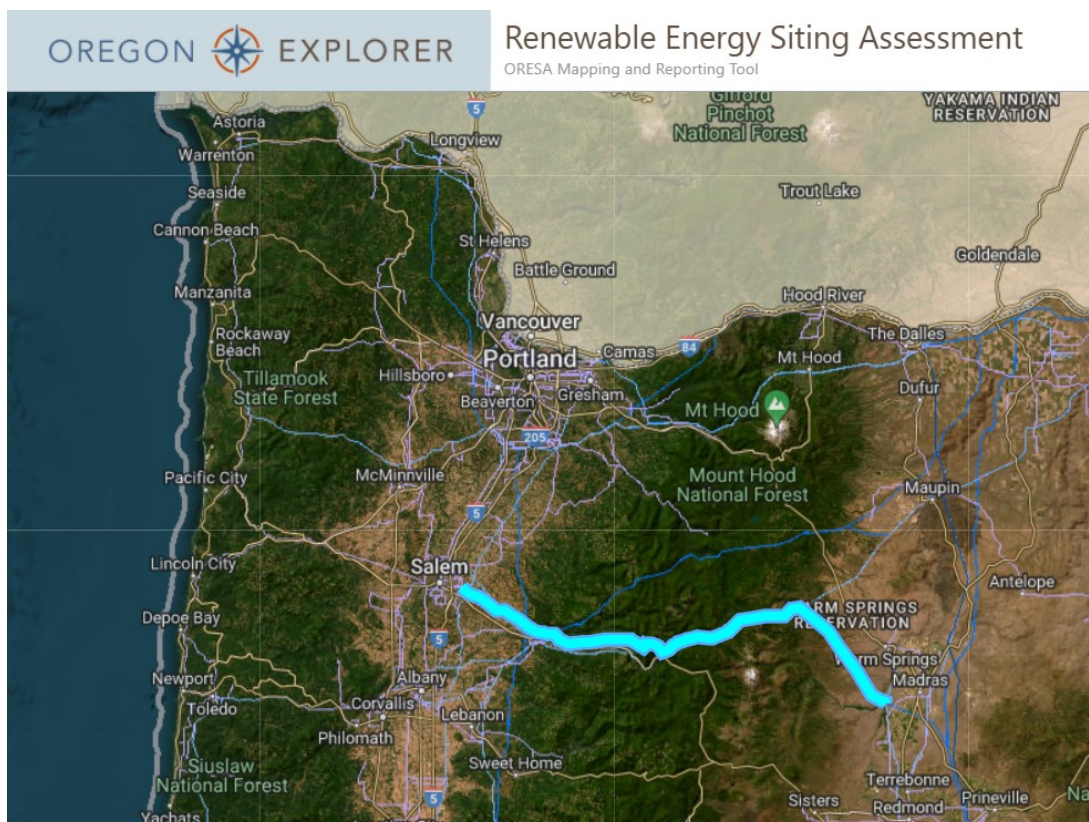 OREGON EXPLORER
Renewable Energy Siting Assessment
ORESA Mapping and Reporting Tool
Gifford
Pinchot
National Forest
YAKAMA INDIAN
RESERVATION
Astoria
Longview
5
Warrenton
Seaside
Trout Lake
Cannon Beach
St Helens
Goldendale
Battle Ground
Manzanita
Hood River
Vancouver
Rockaway
Beach
The Dalles
84
Camas
Portland
Mt Hood
Tillamook
State Forest
Hillsboro
Beaverton
Gresham
Dufur
Mt Hood
205
McMinnville
Pacific City
Mount Hood
National Forest
Maupin
5
Lincoln City
Salem
Antelope
Depoe Bay
ARM SPRINGS
RESERVATION
5
Warm Springs
Newport
Albany
Madras
Toledo
Corvallis
Lebanon
Philomath
Sweet Home
Siuslaw
National Forest
Terrebonne
5
Sisters
Redmond
Prineville
Na
Yachats